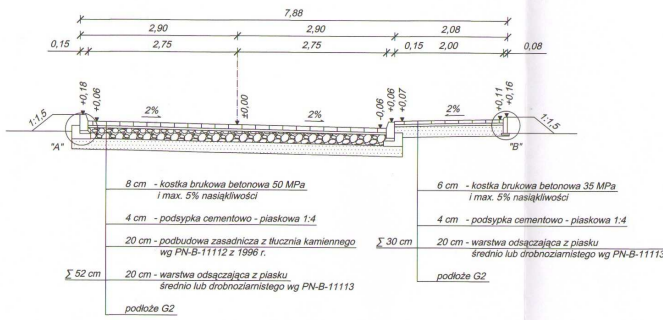 7,88
2,90 2,90 2,08
0,15 2,75 2,75 0,15 2,00 0,08
+0,18 +0,06 ±0,00 -0,06 +0,06 +0,07 +0,11 +0,16
1:1,5 2% 2% 2% 1:1,5
"A" "B"
8 cm - kostka brukowa betonowa 50 MPa
i max. 5% nasiąkliwości
4 cm - podsypka cementowo - piaskowa 1:4
20 cm - podbudowa zasadnicza z tłucznia kamiennego
wg PN-B-11112 z 1996 r.
∑ 52 cm 20 cm - warstwa odsączająca z piasku
średnio lub drobnoziarnistego wg PN-B-11113
podłoże G2
6 cm - kostka brukowa betonowa 35 MPa
i max. 5% nasiąkliwości
4 cm - podsypka cementowo - piaskowa 1:4
∑ 30 cm 20 cm - warstwa odsączająca z piasku
średnio lub drobnoziarnistego wg PN-B-11113
podłoże G2